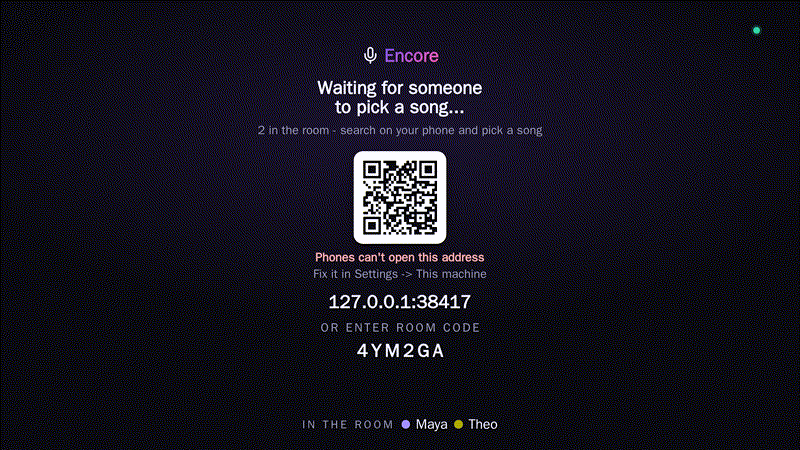 Encore
Waiting for someone
to pick a song...
2 in the room - search on your phone and pick a song
Phones can't open this address
Fix it in Settings -> This machine
127.0.0.1:38417
OR ENTER ROOM CODE
4YM2GA
IN THE ROOM Maya Theo